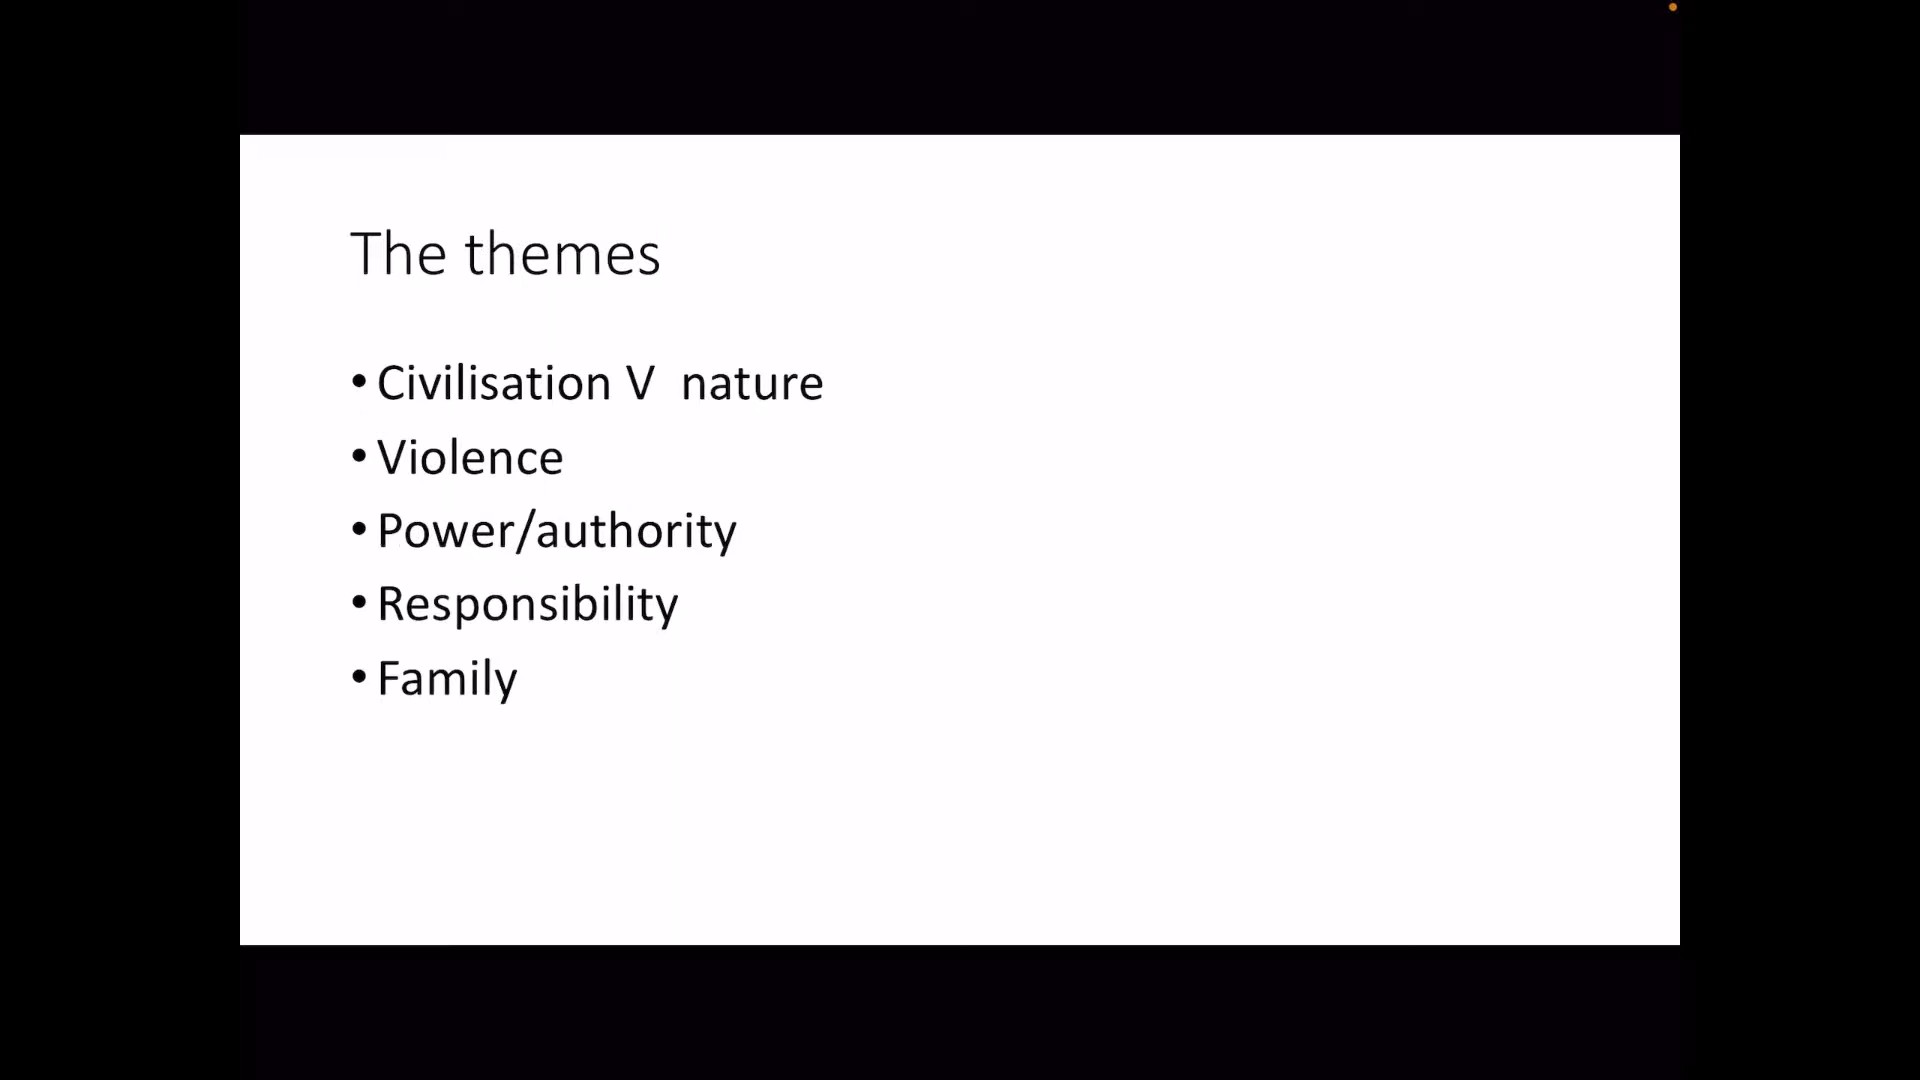 The themes
• Civilisation V  nature
• Violence
• Power/authority
• Responsibility
• Family